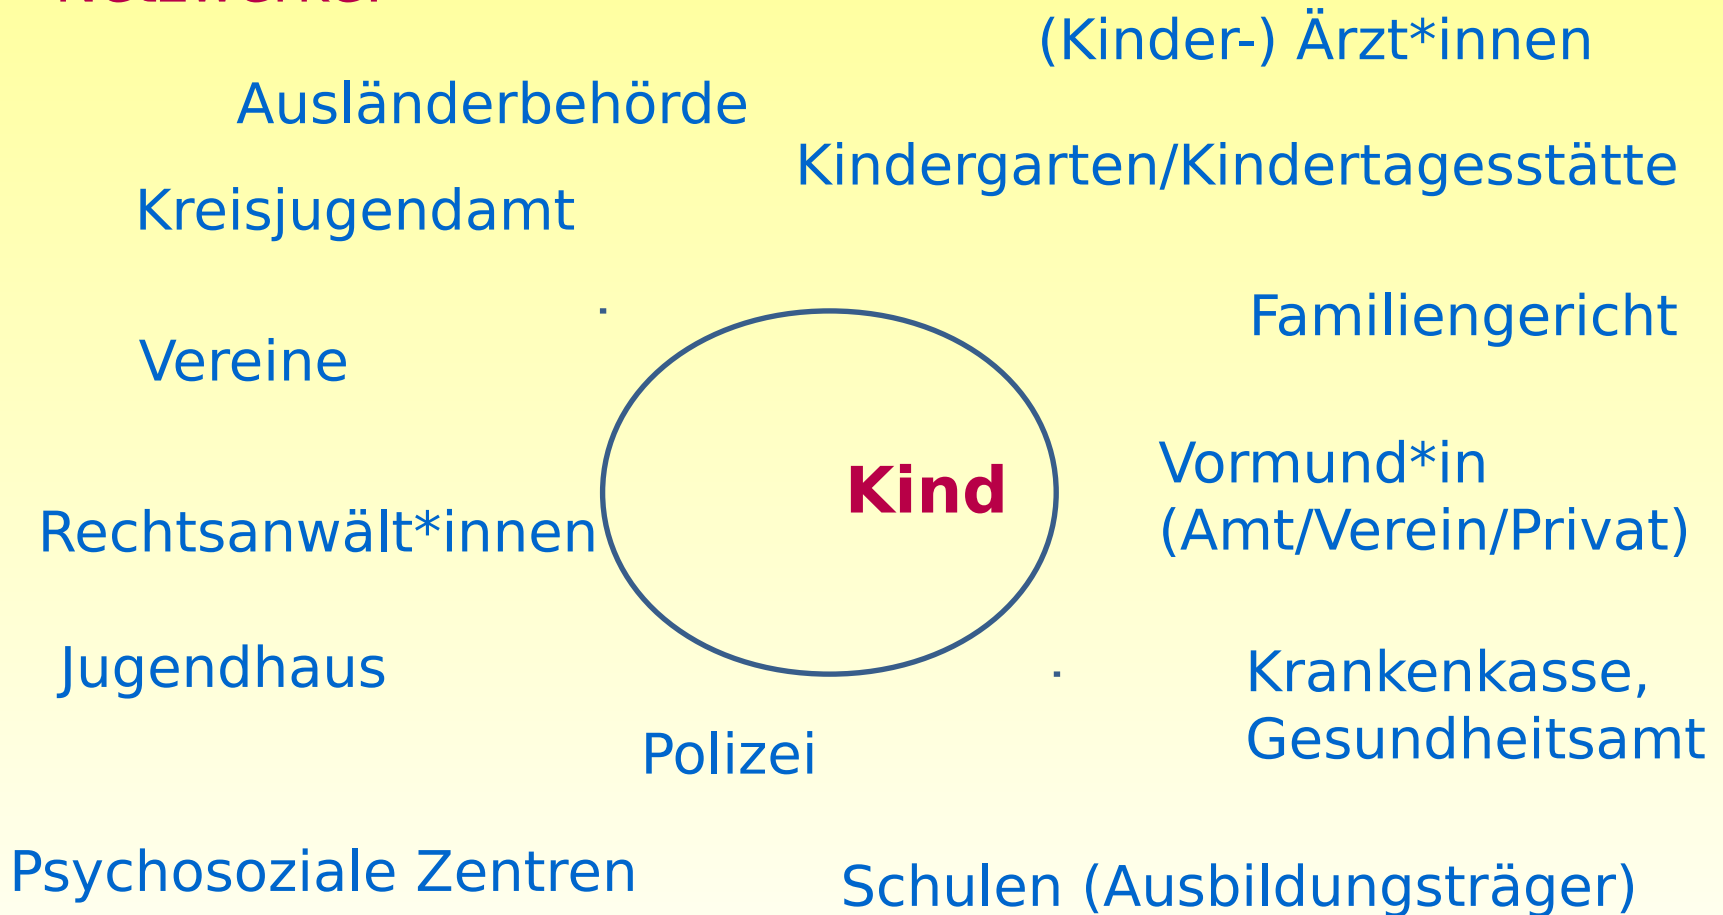 (Kinder-) Ärzt*innen
Ausländerbehörde
Kindergarten/Kindertagesstätte
Kreisjugendamt
Familiengericht
Vereine
Vormund*in
(Amt/Verein/Privat)
Kind
Rechtsanwält*innen
Jugendhaus
Krankenkasse,
Gesundheitsamt
Polizei
Psychosoziale Zentren
Schulen (Ausbildungsträger)